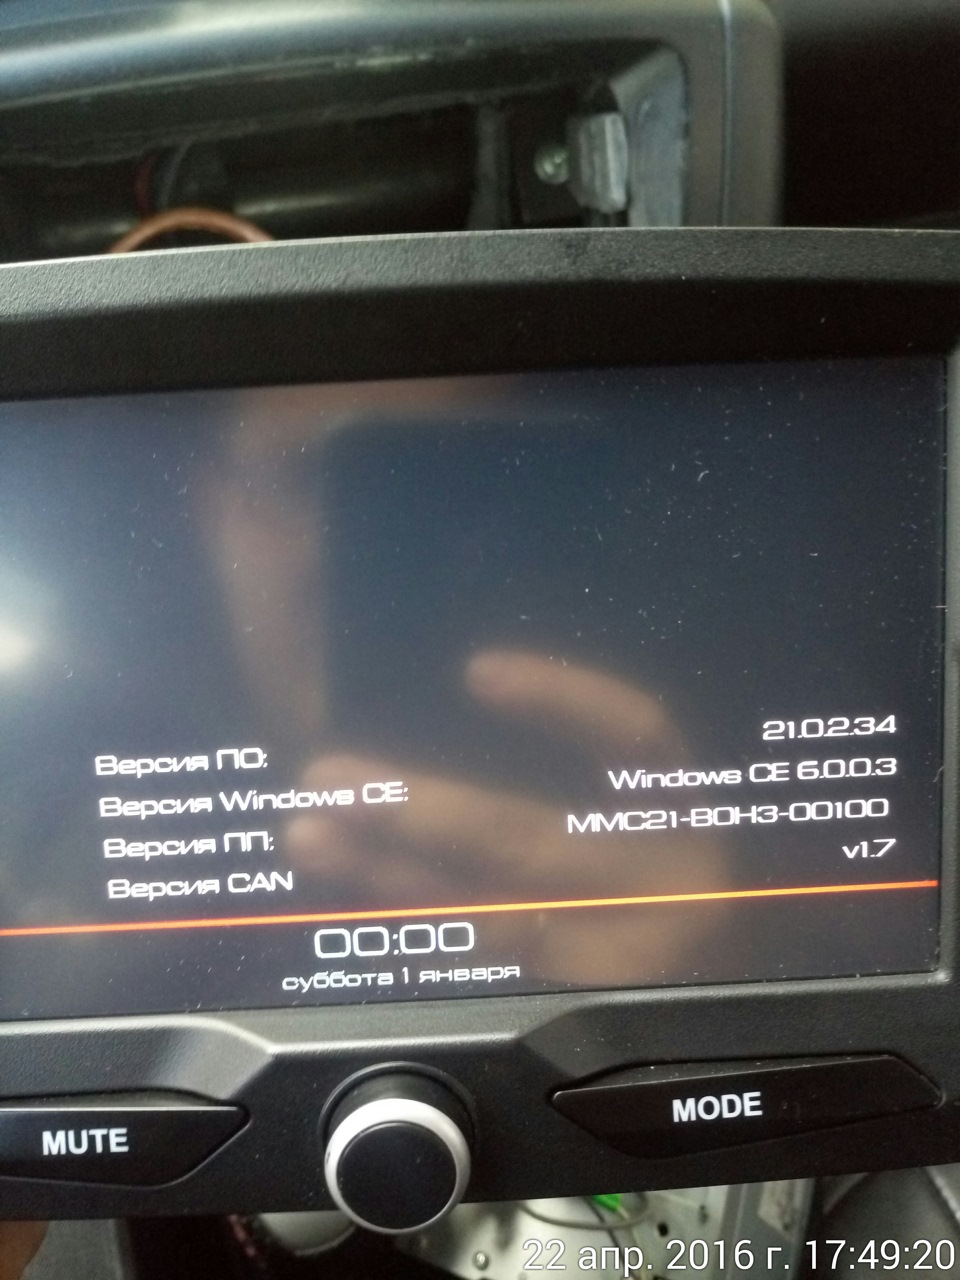 Версия ПО: 21.0.2.34
Версия Windows CE: Windows CE 6.0.0.3
Версия ПП: MMC21-B0H3-00100
Версия CAN v1.7
00:00
суббота 1 января
MUTE MODE
22 апр. 2016 г. 17:49:20